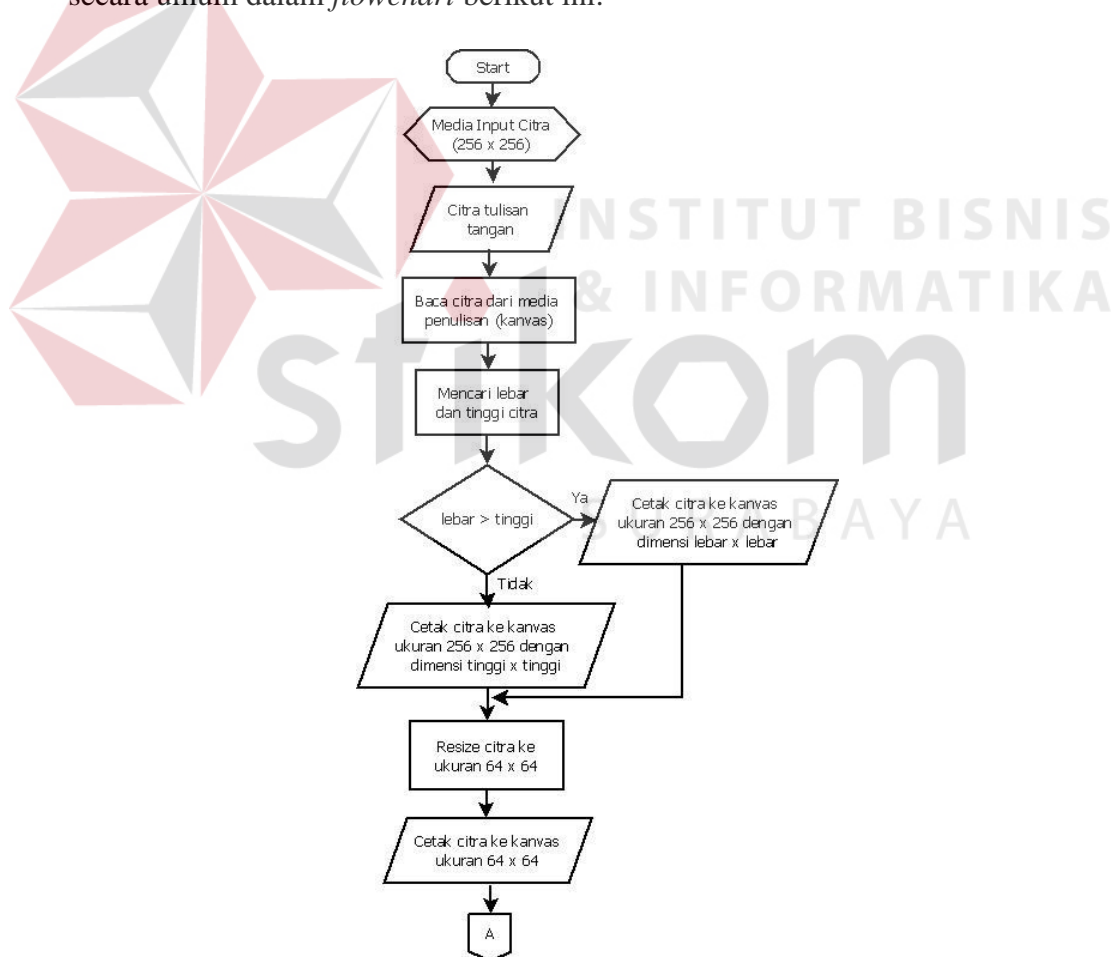 secara umum dalam flowchart berikut ini.
Start
Media Input Citra
(256 x 256)
Citra tulisan
tangan
INSTITUT BISNIS
& INFORMATIKA
Baca citra dari media
penulisan (kanvas)
stikom
Mencari lebar
dan tinggi citra
lebar > tinggi
Ya
Cetak citra ke kanvas
ukuran 256 x 256 dengan
dimensi lebar x lebar
SURABAYA
Tidak
Cetak citra ke kanvas
ukuran 256 x 256 dengan
dimensi tinggi x tinggi
Resize citra ke
ukuran 64 x 64
Cetak citra ke kanvas
ukuran 64 x 64
A